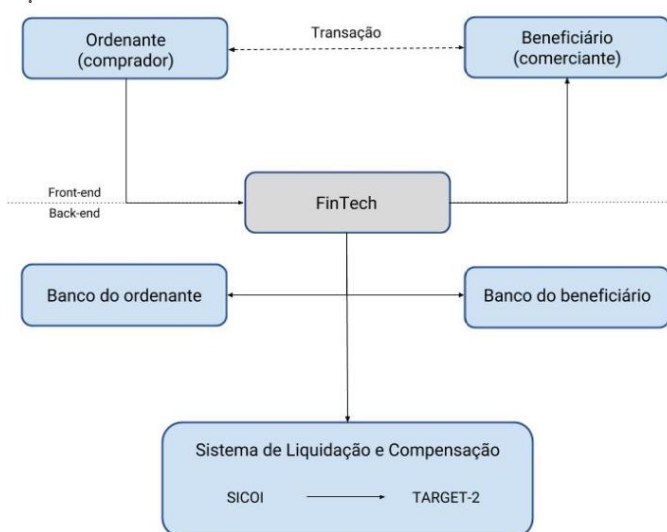 Ordenante
(comprador)
Transação
Beneficiário
(comerciante)
Front-end
Back-end
FinTech
Banco do ordenante
Banco do beneficiário
Sistema de Liquidação e Compensação
SICOI
TARGET-2